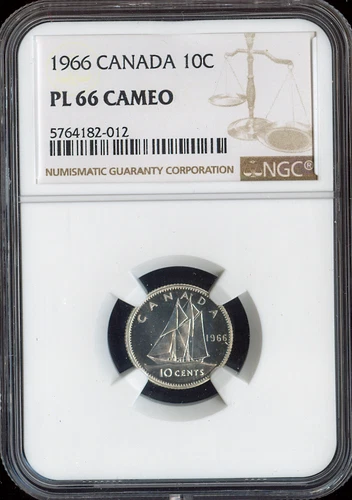 1966 CANADA 10C
PL 66 CAMEO
5764182-012
NUMISMATIC GUARANTY CORPORATION
NGC®
CANADA
1966
10 CENTS